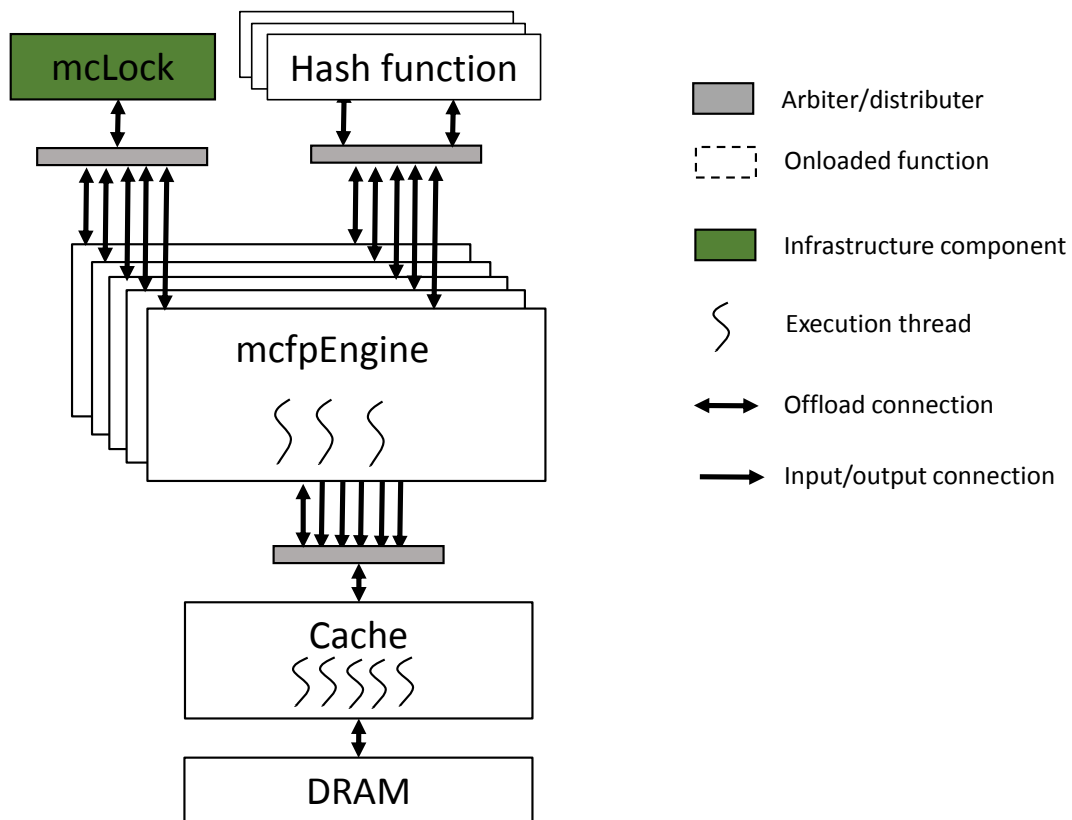 mcLock
Hash function
mcfpEngine
Cache
DRAM
Arbiter/distributer
Onloaded function
Infrastructure component
Execution thread
Offload connection
Input/output connection